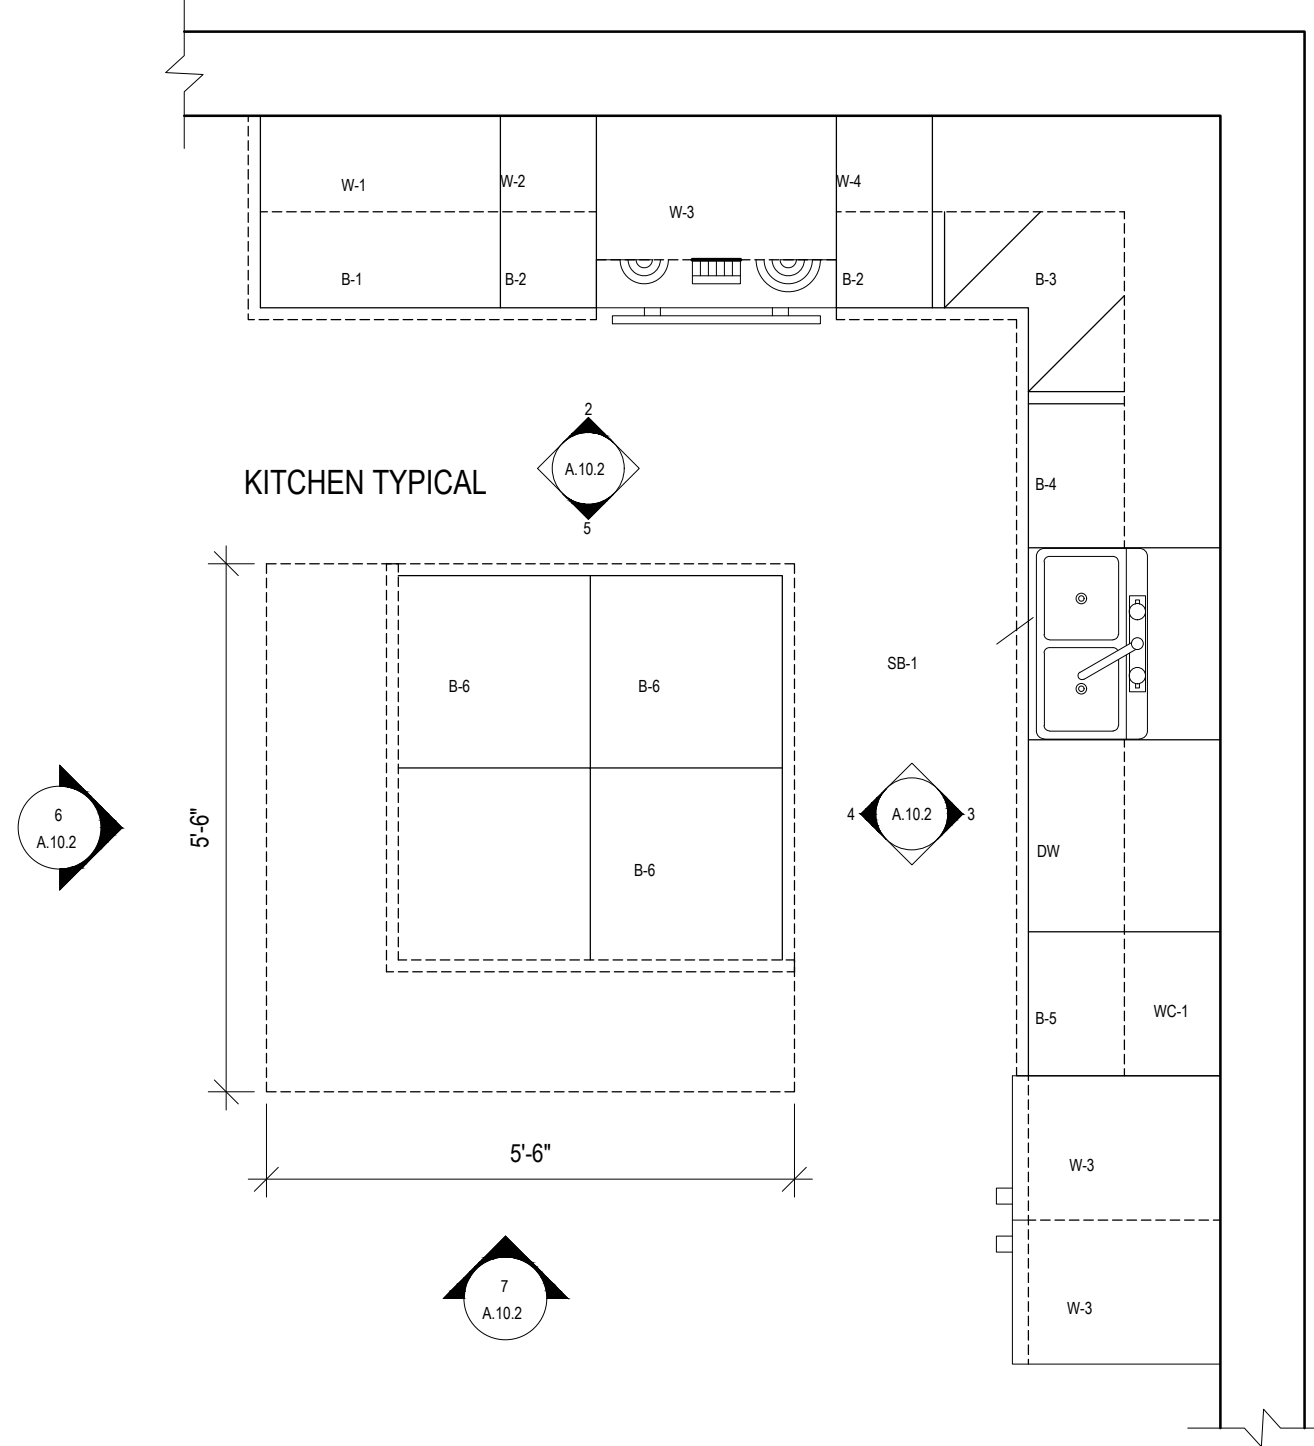 W-1
W-2
W-3
W-4
B-1
B-2
B-2
B-3
2
A.10.2
5
KITCHEN TYPICAL
B-4
SB-1
B-6
B-6
5'-6"
6
A.10.2
4
A.10.2
3
DW
B-6
B-5
WC-1
5'-6"
W-3
7
A.10.2
W-3